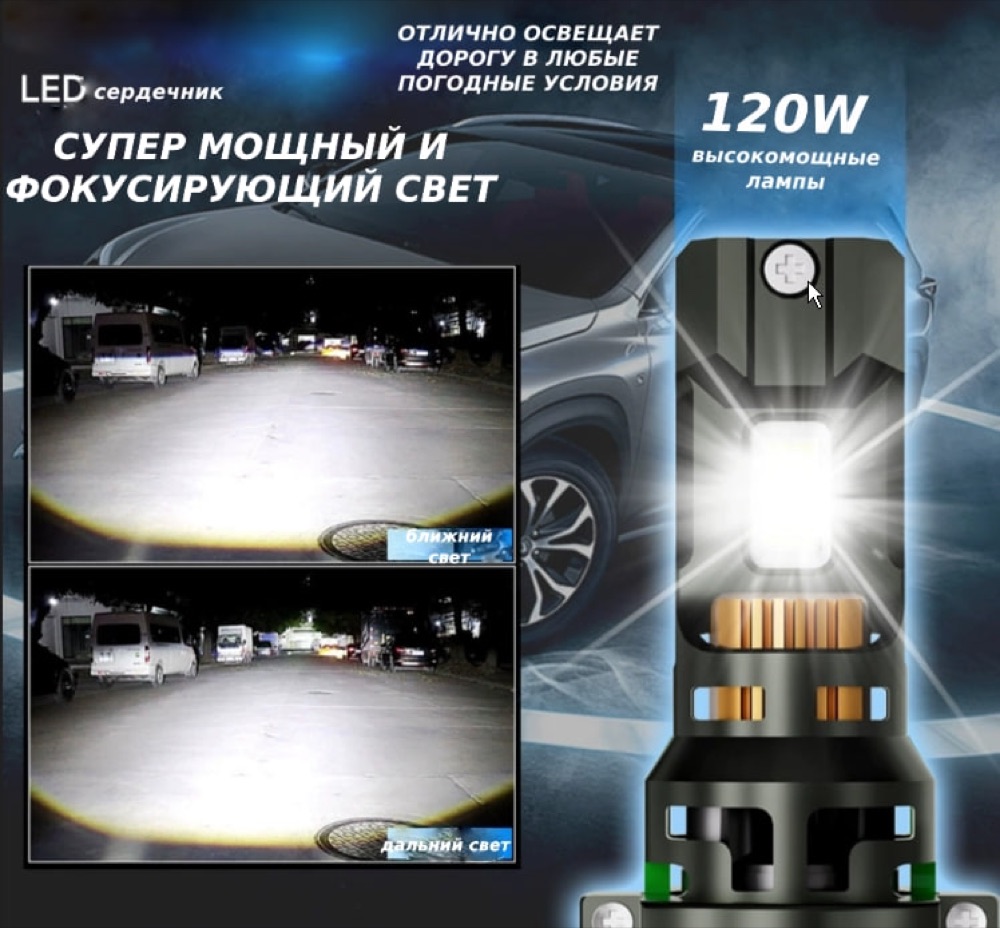 ОТЛИЧНО ОСВЕЩАЕТ
ДОРОГУ В ЛЮБЫЕ
ПОГОДНЫЕ УСЛОВИЯ
LED сердечник
СУПЕР МОЩНЫЙ И
ФОКУСИРУЮЩИЙ СВЕТ
120W
высокомощные
лампы
ближний
свет
дальний свет